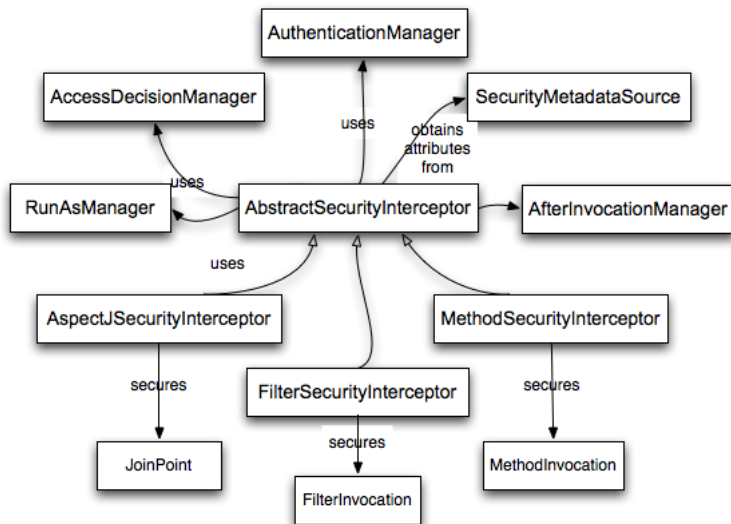 AuthenticationManager
AccessDecisionManager
SecurityMetadataSource
uses
obtains
attributes
from
uses
RunAsManager
AbstractSecurityInterceptor
AfterInvocationManager
uses
AspectJSecurityInterceptor
MethodSecurityInterceptor
secures
FilterSecurityInterceptor
secures
secures
JoinPoint
MethodInvocation
FilterInvocation